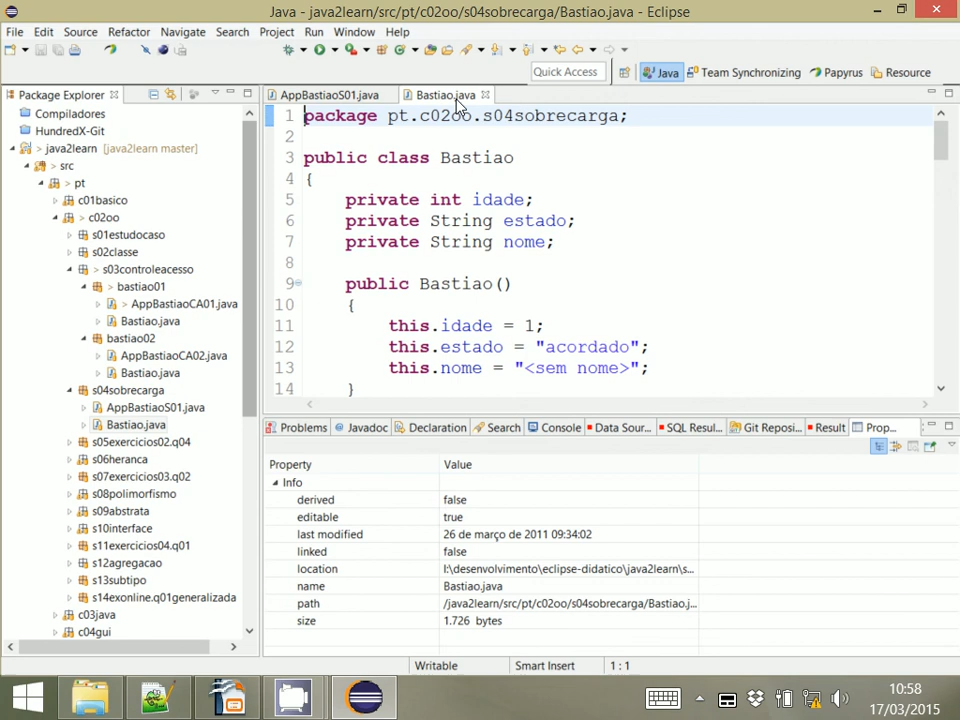 Java - java2learn/src/pt/c02oo/s04sobrecarga/Bastiao.java - Eclipse
File Edit Source Refactor Navigate Search Project Run Window Help
Quick Access Java Team Synchronizing Papyrus Resource
Package Explorer
Compiladores
HundredX-Git
> java2learn [java2learn master]
> src
> pt
c01basico
> c02oo
s01estudocaso
s02classe
> s03controleacesso
> bastiao01
> AppBastiaoCA01.java
Bastiao.java
bastiao02
AppBastiaoCA02.java
Bastiao.java
s04sobrecarga
AppBastiaoS01.java
Bastiao.java
s05exercicios02.q04
s06heranca
s07exercicios03.q02
s08polimorfismo
s09abstrata
s10interface
s11exercicios04.q01
s12agregacao
s13subtipo
s14exonline.q01generalizada
c03java
c04gui
AppBastiaoS01.java Bastiao.java
1 package pt.c02oo.s04sobrecarga;
2
3 public class Bastiao
4 {
5 private int idade;
6 private String estado;
7 private String nome;
8
9 public Bastiao()
10 {
11 this.idade = 1;
12 this.estado = "acordado";
13 this.nome = "<sem nome>";
14 }
Problems Javadoc Declaration Search Console Data Sour... SQL Resul... Git Reposi... Result Prop...
Property Value
Info
derived false
editable true
last modified 26 de março de 2011 09:34:02
linked false
location I:\desenvolvimento\eclipse-didatico\java2learn\s...
name Bastiao.java
path /java2learn/src/pt/c02oo/s04sobrecarga/Bastiao.j...
size 1.726 bytes
Writable Smart Insert 1 : 1
10:58
17/03/2015